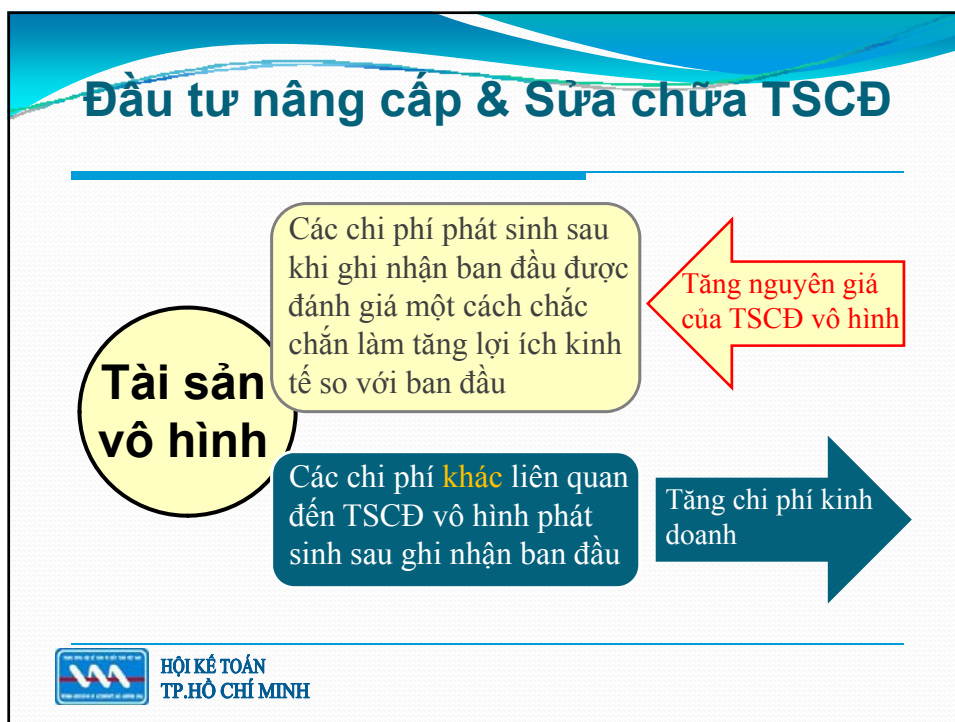 Đầu tư nâng cấp & Sửa chữa TSCĐ
Các chi phí phát sinh sau
khi ghi nhận ban đầu được
đánh giá một cách chắc
chắn làm tăng lợi ích kinh
tế so với ban đầu
Tăng nguyên giá
của TSCĐ vô hình
Tài sản
vô hình
Các chi phí khác liên quan
đến TSCĐ vô hình phát
sinh sau ghi nhận ban đầu
Tăng chi phí kinh
doanh
HỘI KẾ TOÁN
TP.HỒ CHÍ MINH